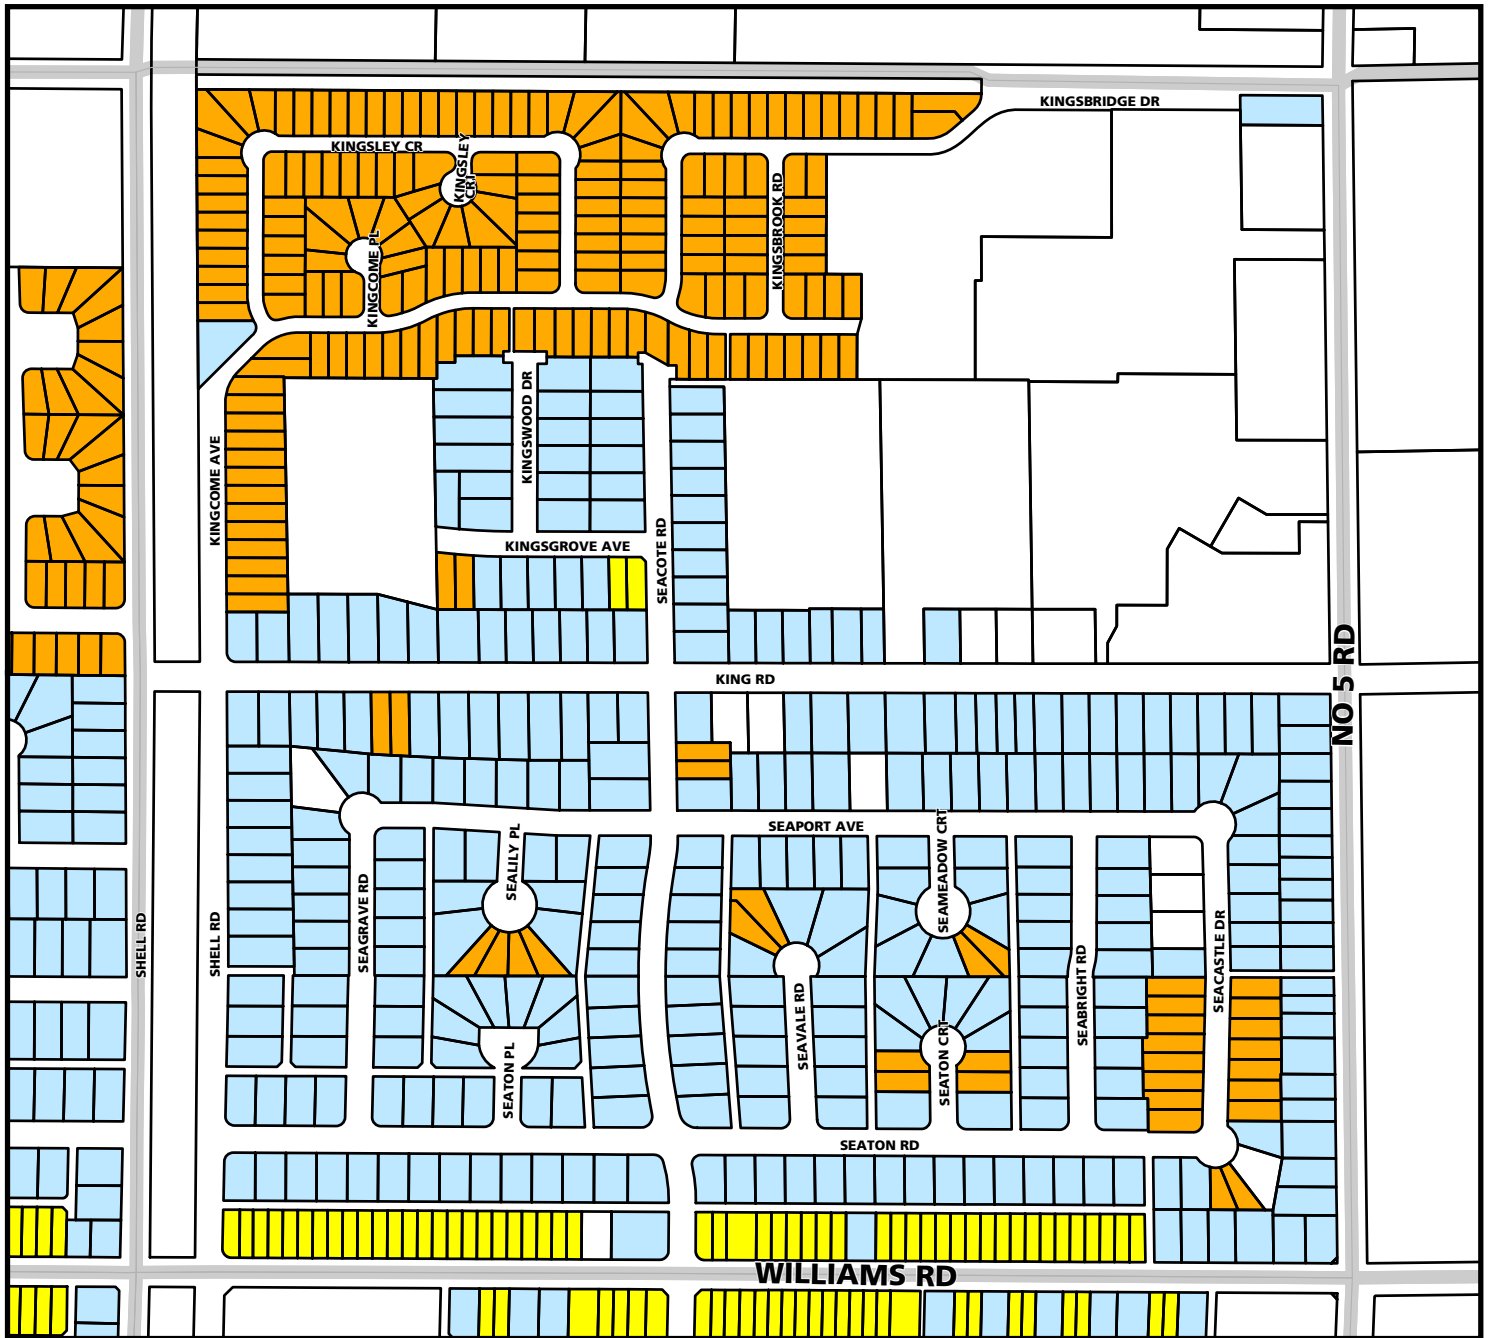 KINGSBRIDGE DR
KINGSLEY CR
KINGSLEY
CRT
KINGSBROOK RD
KINGCOME PL
KINGSWOOD DR
KINGCOME AVE
SEACOTE RD
KINGSGROVE AVE
NO 5 RD
KING RD
SEAPORT AVE
SEALILY PL
SEAMEADOW CRT
SEAGRAVE RD
SHELL RD
SHELL RD
SEACASTLE DR
SEABRIGHT RD
SEAVALE RD
SEATON PL
SEATON CRT
SEATON RD
WILLIAMS RD